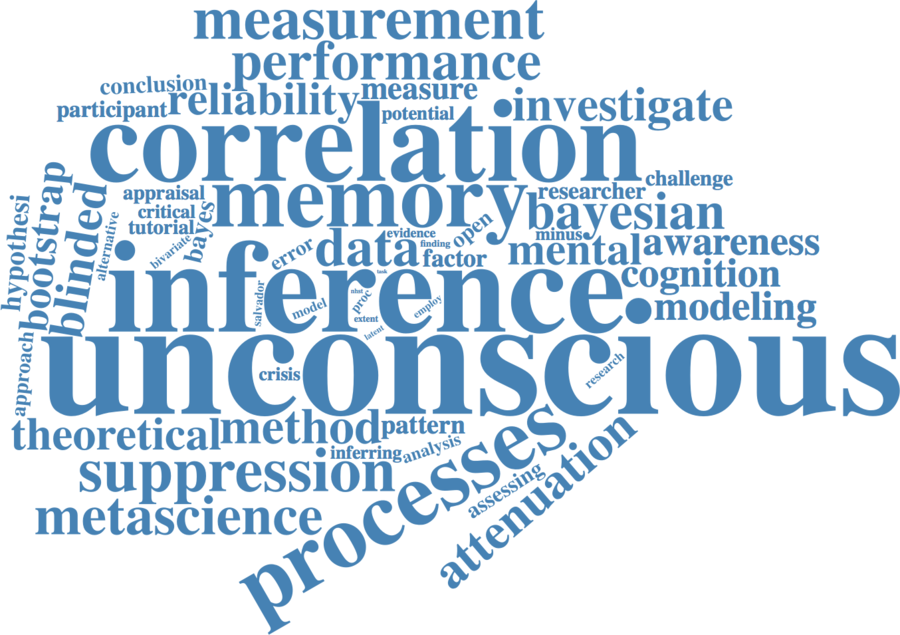 measurement
performance
conclusion
participant
reliability
measure
potential
investigate
correlation
memory
appraisal
critical
tutorial
researcher
challenge
bayesian
minus
mental
awareness
cognition
modeling
hypothesi
bootstrap
blinded
alternative
bivariate
bayes
error
data
evidence
finding
factor
open
task
inference
salvador
model
nhst
proc
extent
employ
latent
unconscious
approach
crisis
research
theoretical
method
pattern
inferring
analysis
suppression
processes
assessing
attenuation
metascience